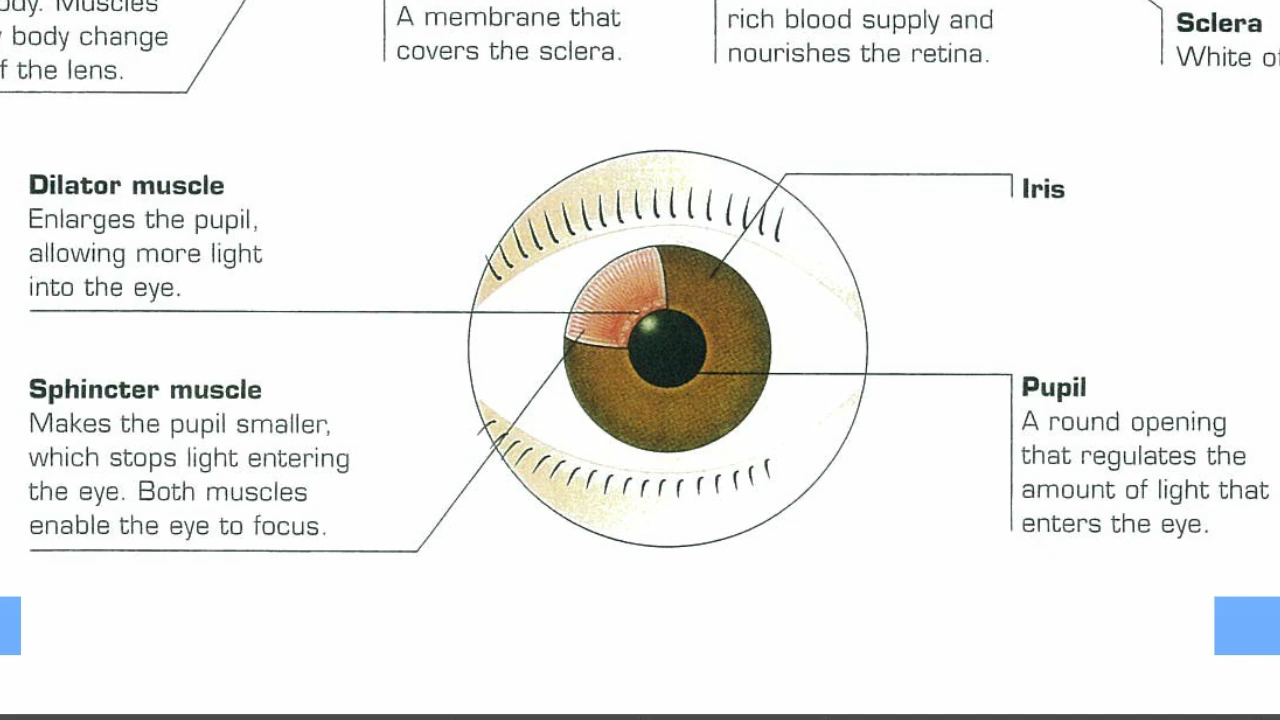 body change
f the lens.
A membrane that
covers the sclera.
rich blood supply and
nourishes the retina.
Sclera
White of
Dilator muscle
Enlarges the pupil,
allowing more light
into the eye.
Sphincter muscle
Makes the pupil smaller,
which stops light entering
the eye. Both muscles
enable the eye to focus.
Iris
Pupil
A round opening
that regulates the
amount of light that
enters the eye.